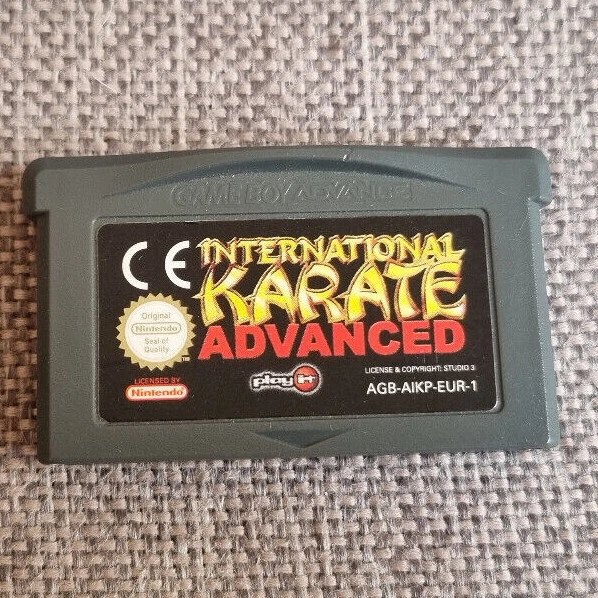 GAME BOY ADVANCE
CE
INTERNATIONAL
KARATE
ADVANCED
Original
Nintendo
Seal of
Quality
TM
LICENSED BY
Nintendo
play it
LICENSE & COPYRIGHT: STUDIO 3
AGB-AIKP-EUR-1